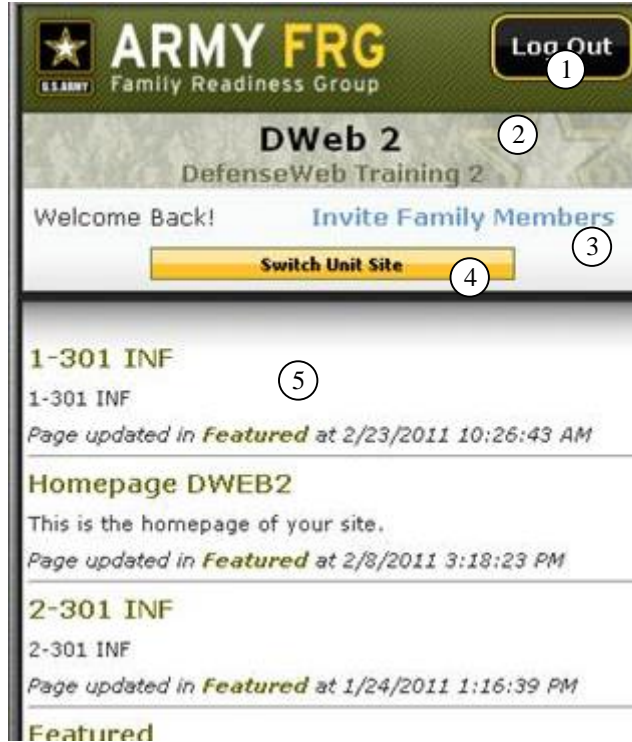 ARMY FRG
Family Readiness Group
U.S.ARMY
Log Out
1
DWeb 2
2
DefenseWeb Training 2
Welcome Back! Invite Family Members
3
Switch Unit Site
4
1-301 INF
5
1-301 INF
Page updated in Featured at 2/23/2011 10:26:43 AM
Homepage DWEB2
This is the homepage of your site.
Page updated in Featured at 2/8/2011 3:18:23 PM
2-301 INF
2-301 INF
Page updated in Featured at 1/24/2011 1:16:39 PM
Featured